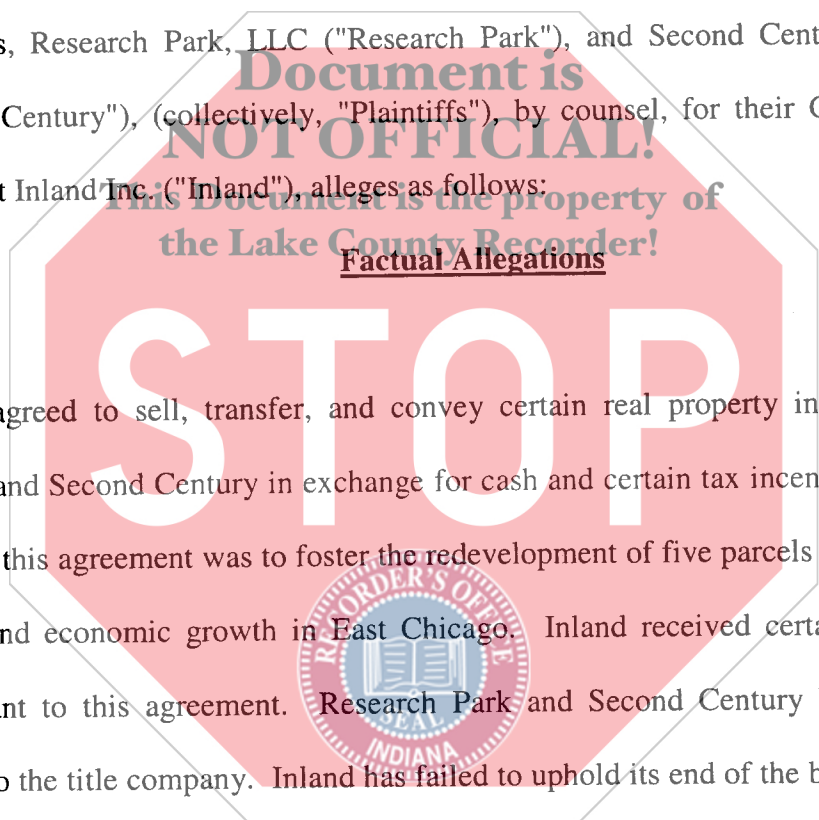 s, Research Park, LLC ("Research Park"), and Second Cent
Document is
Century"), (collectively, "Plaintiffs"), by counsel, for their
NOT OFFICIAL!
t Inland Inc. ("Inland"), alleges as follows:
This Document is the property of
the Lake County Recorder!
Factual Allegations
STOP
agreed to sell, transfer, and convey certain real property in
and Second Century in exchange for cash and certain tax incen
this agreement was to foster the redevelopment of five parcels
RECORDER'S OFFICE
nd economic growth in East Chicago. Inland received certa
nt to this agreement. Research Park and Second Century
SEAL
INDIANA
o the title company. Inland has failed to uphold its end of the b